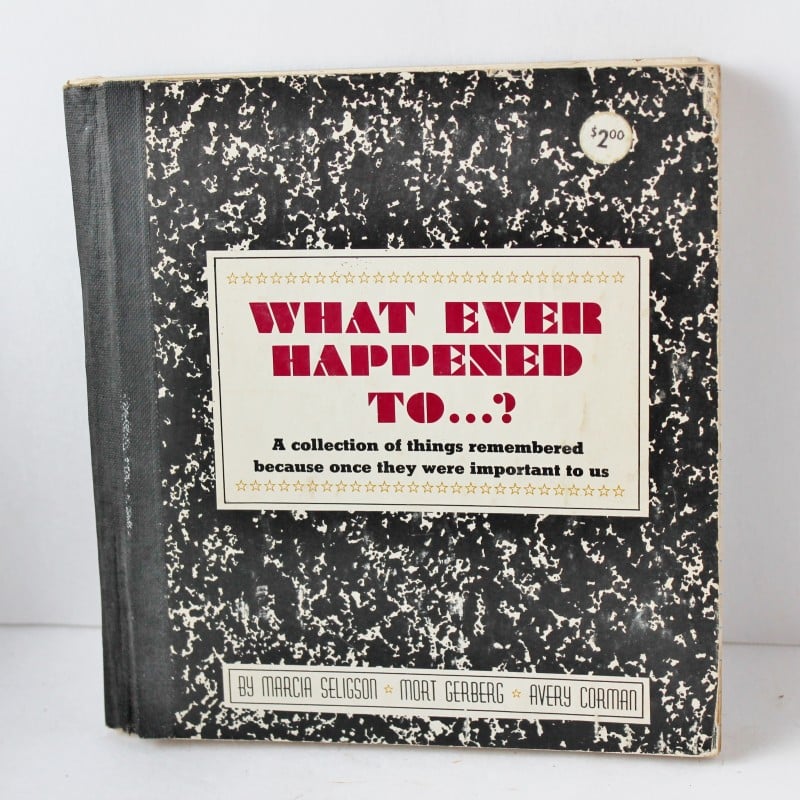 $2.00
WHAT EVER
HAPPENED
TO...?
A collection of things remembered
because once they were important to us
BY MARCIA SELIGSON ☆ MORT GERBERG ☆ AVERY CORMAN